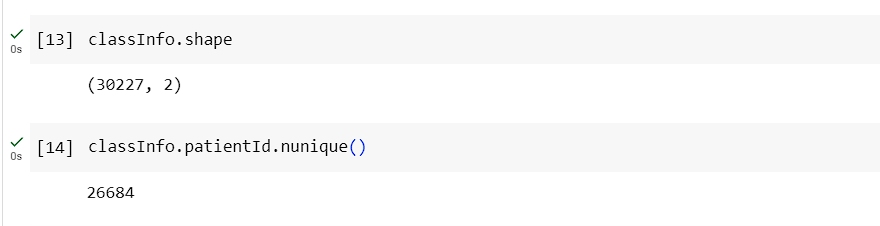 [13] classInfo.shape
0s
(30227, 2)
[14] classInfo.patientId.nunique()
0s
26684